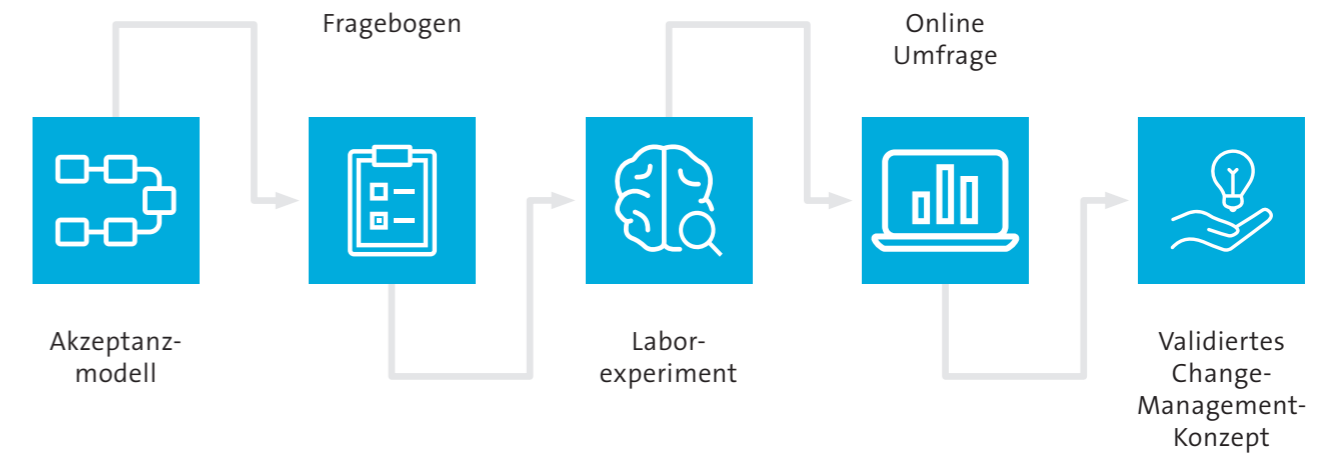 Fragebogen
Online
Umfrage
Akzeptanz-
modell
Labor-
experiment
Validiertes
Change-
Management-
Konzept